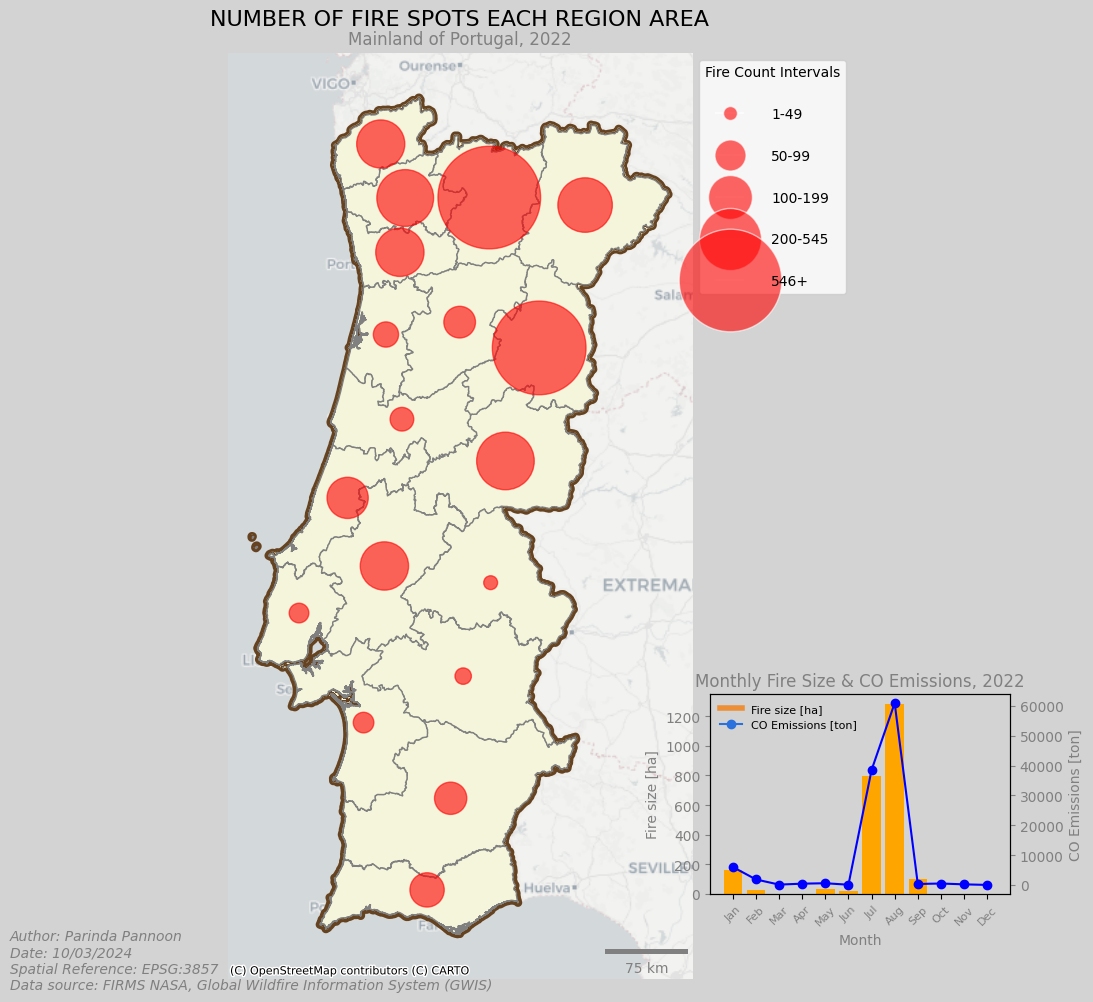 NUMBER OF FIRE SPOTS EACH REGION AREA
Mainland of Portugal, 2022
Ourense
VIGO
Fire Count Intervals
1-49
50-99
100-199
200-545
546+
Salam
Por
EXTREMA
LI
Se
SEVILLE
Huelva
Po
Fa
75 km
Monthly Fire Size & CO Emissions, 2022
Fire size [ha]
CO Emissions [ton]
Fire size [ha]
0
200
400
600
800
1000
1200
CO Emissions [ton]
0
10000
20000
30000
40000
50000
60000
Jan
Feb
Mar
Apr
May
Jun
Jul
Aug
Sep
Oct
Nov
Dec
Month
Author: Parinda Pannoon
Date: 10/03/2024
Spatial Reference: EPSG:3857
Data source: FIRMS NASA, Global Wildfire Information System (GWIS)
(C) OpenStreetMap contributors (C) CARTO